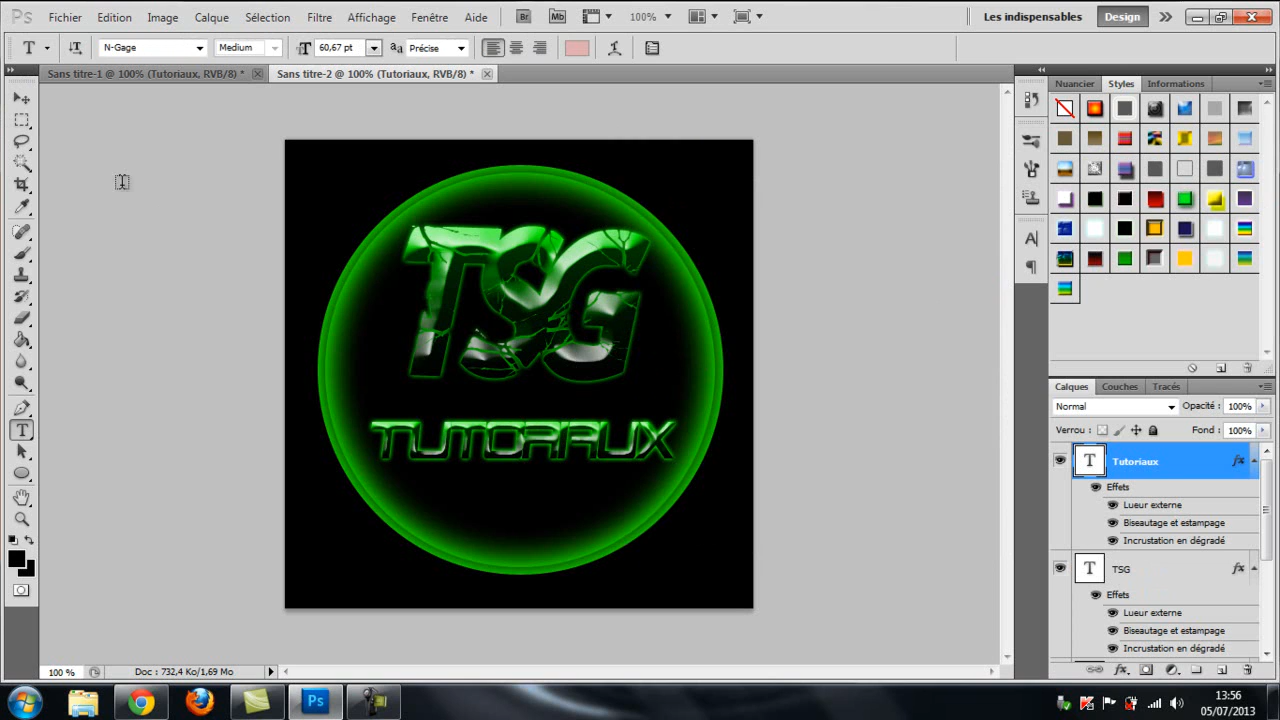 Ps Fichier Edition Image Calque Sélection Filtre Affichage Fenêtre Aide Br Mb 100% Les indispensables Design
T N-Gage Medium T 60,67 pt aa Précise
Sans titre-1 @ 100% (Tutoriaux, RVB/8) * Sans titre-2 @ 100% (Tutoriaux, RVB/8) *
Nuancier Styles Informations
TSG
TUTORIAUX
Calques Couches Tracés
Normal Opacité : 100%
Verrou : Fond : 100%
T Tutoriaux fx
Effets
Lueur externe
Biseautage et estampage
Incrustation en dégradé
T TSG fx
Effets
Lueur externe
Biseautage et estampage
Incrustation en dégradé
100 % Doc : 732,4 Ko/1,69 Mo
Ps
13:56
05/07/2013